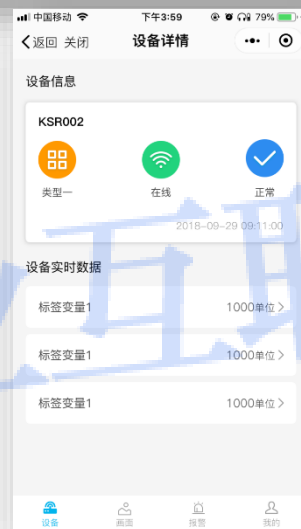 中国移动 下午3:59 79%
返回 关闭 设备详情
设备信息
KSR002
类型一 在线 正常
2018-09-29 09:11:00
设备实时数据
标签变量1 1000单位
标签变量1 1000单位
标签变量1 1000单位
互联
设备 画面 报警 我的